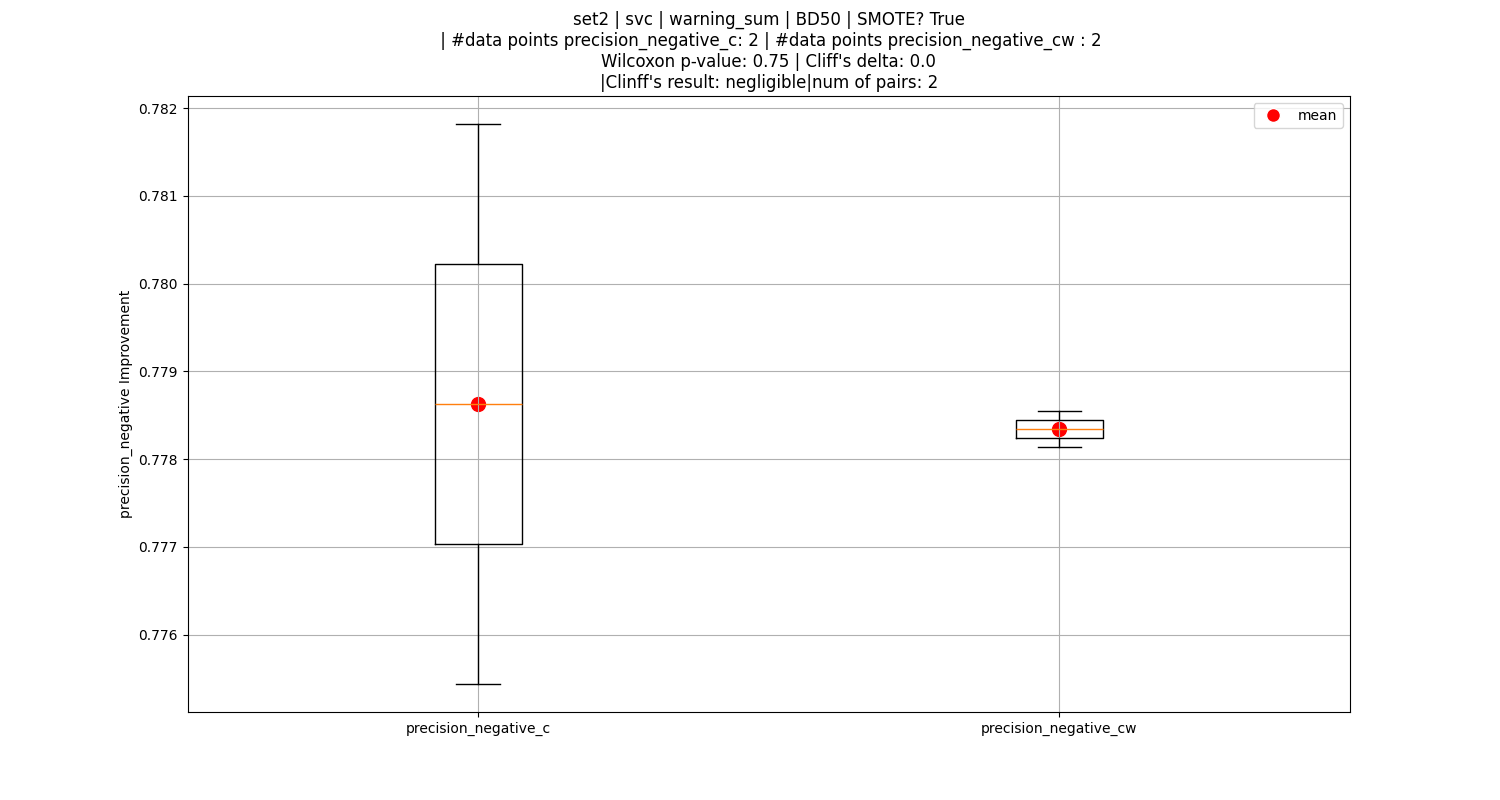 set2 | svc | warning_sum | BD50 | SMOTE? True
| #data points precision_negative_c: 2 | #data points precision_negative_cw : 2
Wilcoxon p-value: 0.75 | Cliff's delta: 0.0
|Clinff's result: negligible|num of pairs: 2
mean
0.782
0.781
0.780
0.779
0.778
0.777
0.776
precision_negative Improvement
precision_negative_c
precision_negative_cw